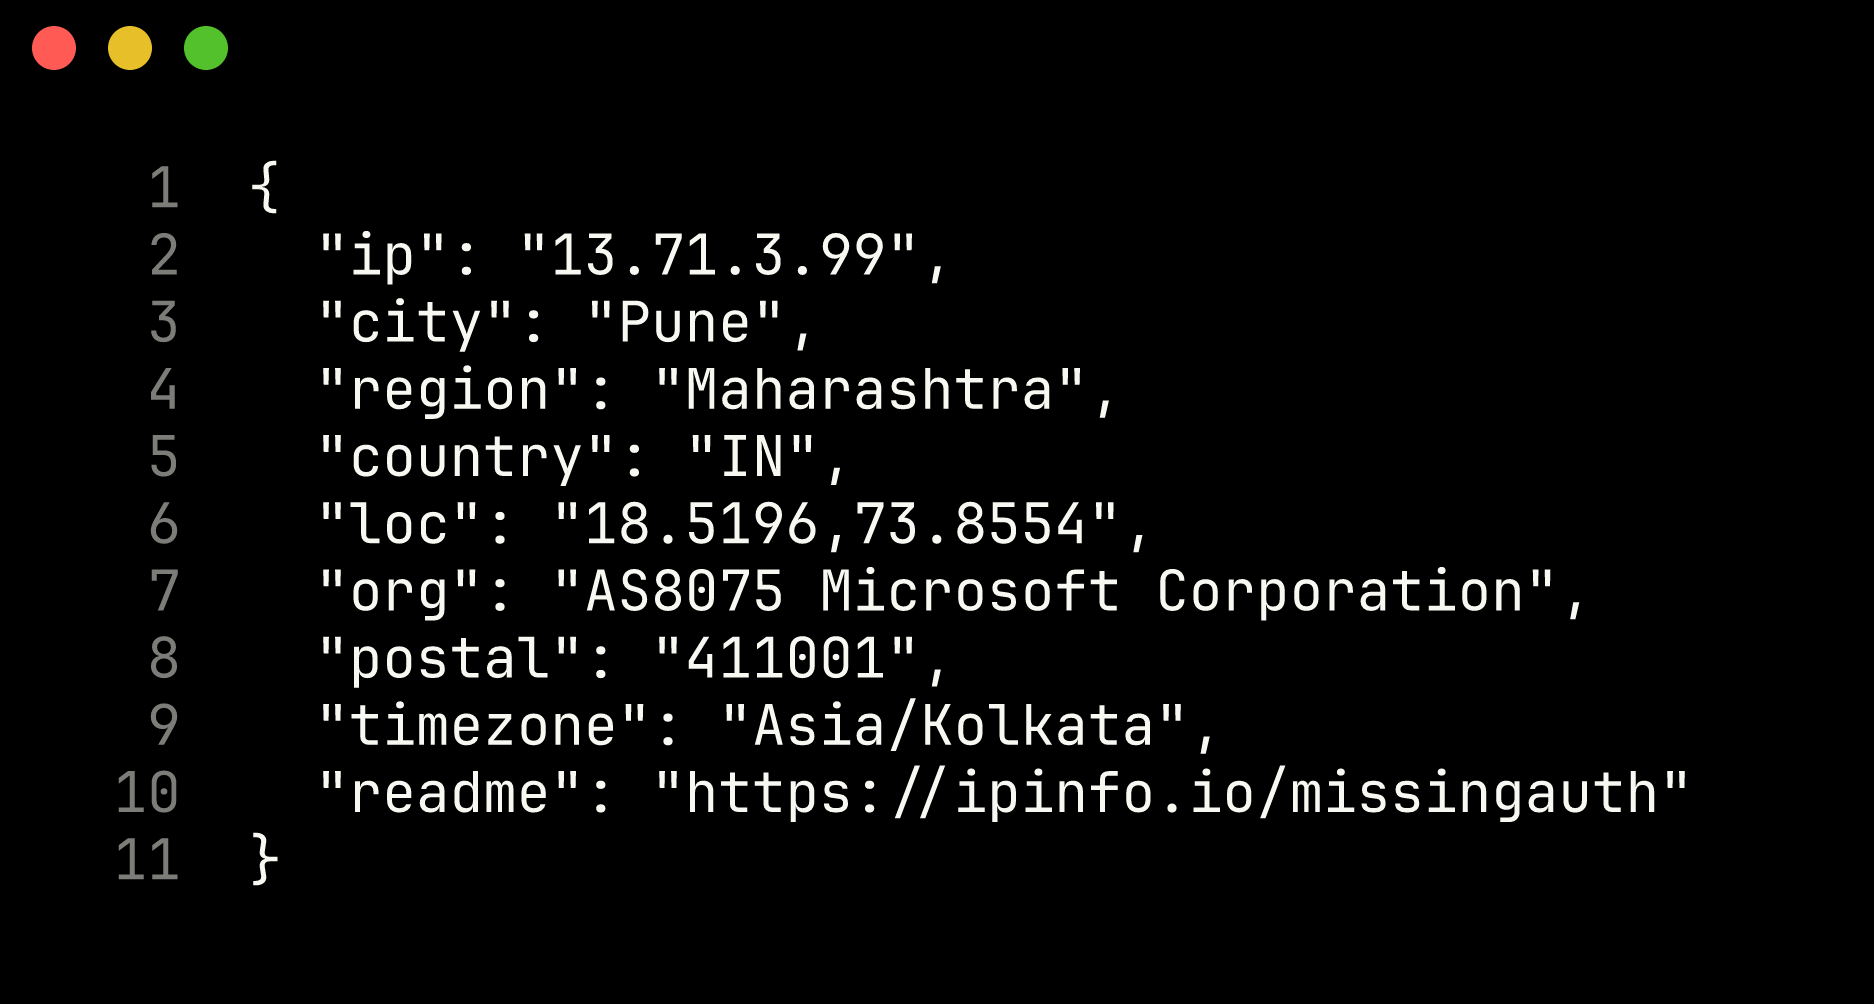 1 {
2   "ip": "13.71.3.99",
3   "city": "Pune",
4   "region": "Maharashtra",
5   "country": "IN",
6   "loc": "18.5196,73.8554",
7   "org": "AS8075 Microsoft Corporation",
8   "postal": "411001",
9   "timezone": "Asia/Kolkata",
10   "readme": "https://ipinfo.io/missingauth"
11 }